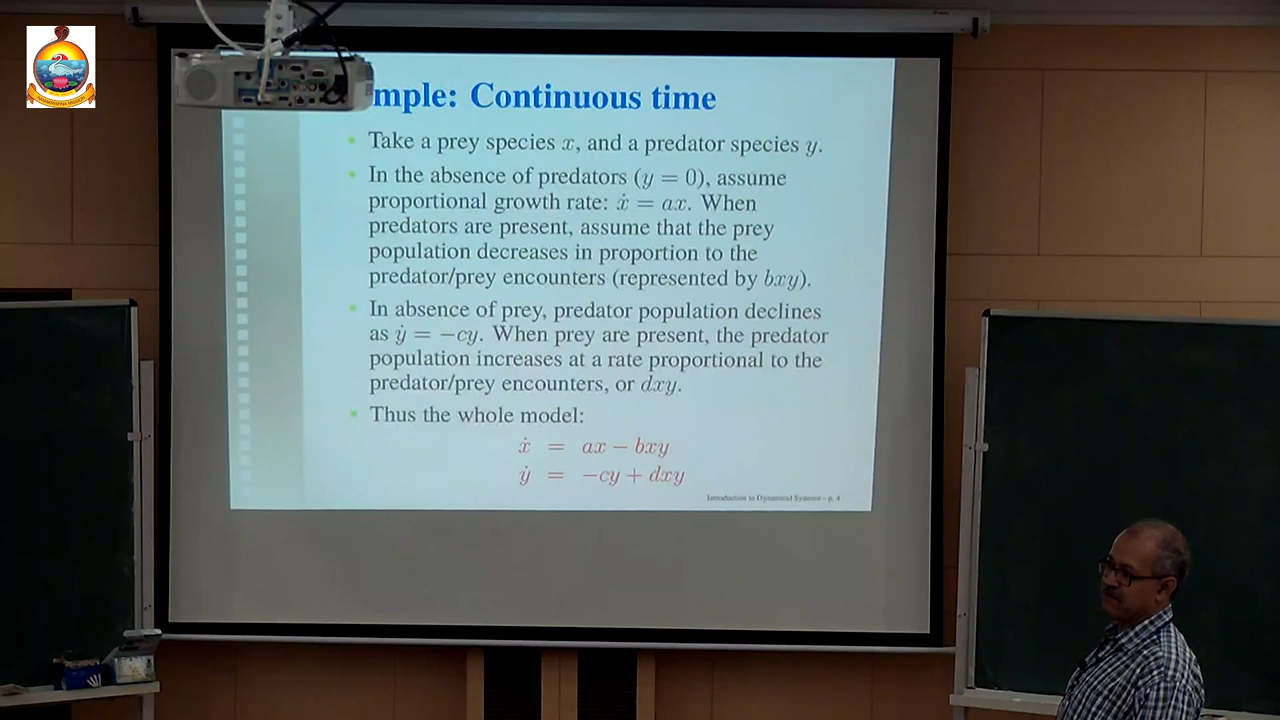 mple: Continuous time
• Take a prey species x, and a predator species y.
• In the absence of predators (y = 0), assume
proportional growth rate: ẋ = ax. When
predators are present, assume that the prey
population decreases in proportion to the
predator/prey encounters (represented by bxy).
• In absence of prey, predator population declines
as ẏ = −cy. When prey are present, the predator
population increases at a rate proportional to the
predator/prey encounters, or dxy.
• Thus the whole model:
ẋ = ax − bxy
ẏ = −cy + dxy
Introduction to Dynamical Systems – p. 4